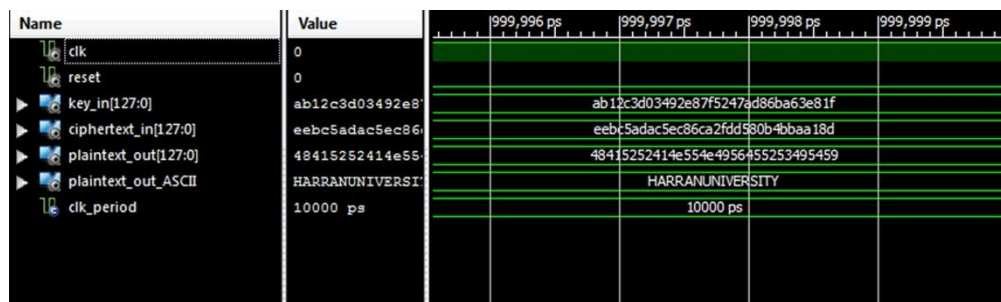 Name Value 999,996 ps 999,997 ps 999,998 ps 999,999 ps
clk 0
reset 0
key_in[127:0] ab12c3d03492e8 ab12c3d03492e87f5247ad86ba63e81f
ciphertext_in[127:0] eebc5adac5ec86 eebc5adac5ec86ca2fdd580b4bbaa18d
plaintext_out[127:0] 48415252414e55 48415252414e554e4956455253495459
plaintext_out_ASCII HARRANUNIVERSI HARRANUNIVERSITY
clk_period 10000 ps 10000 ps